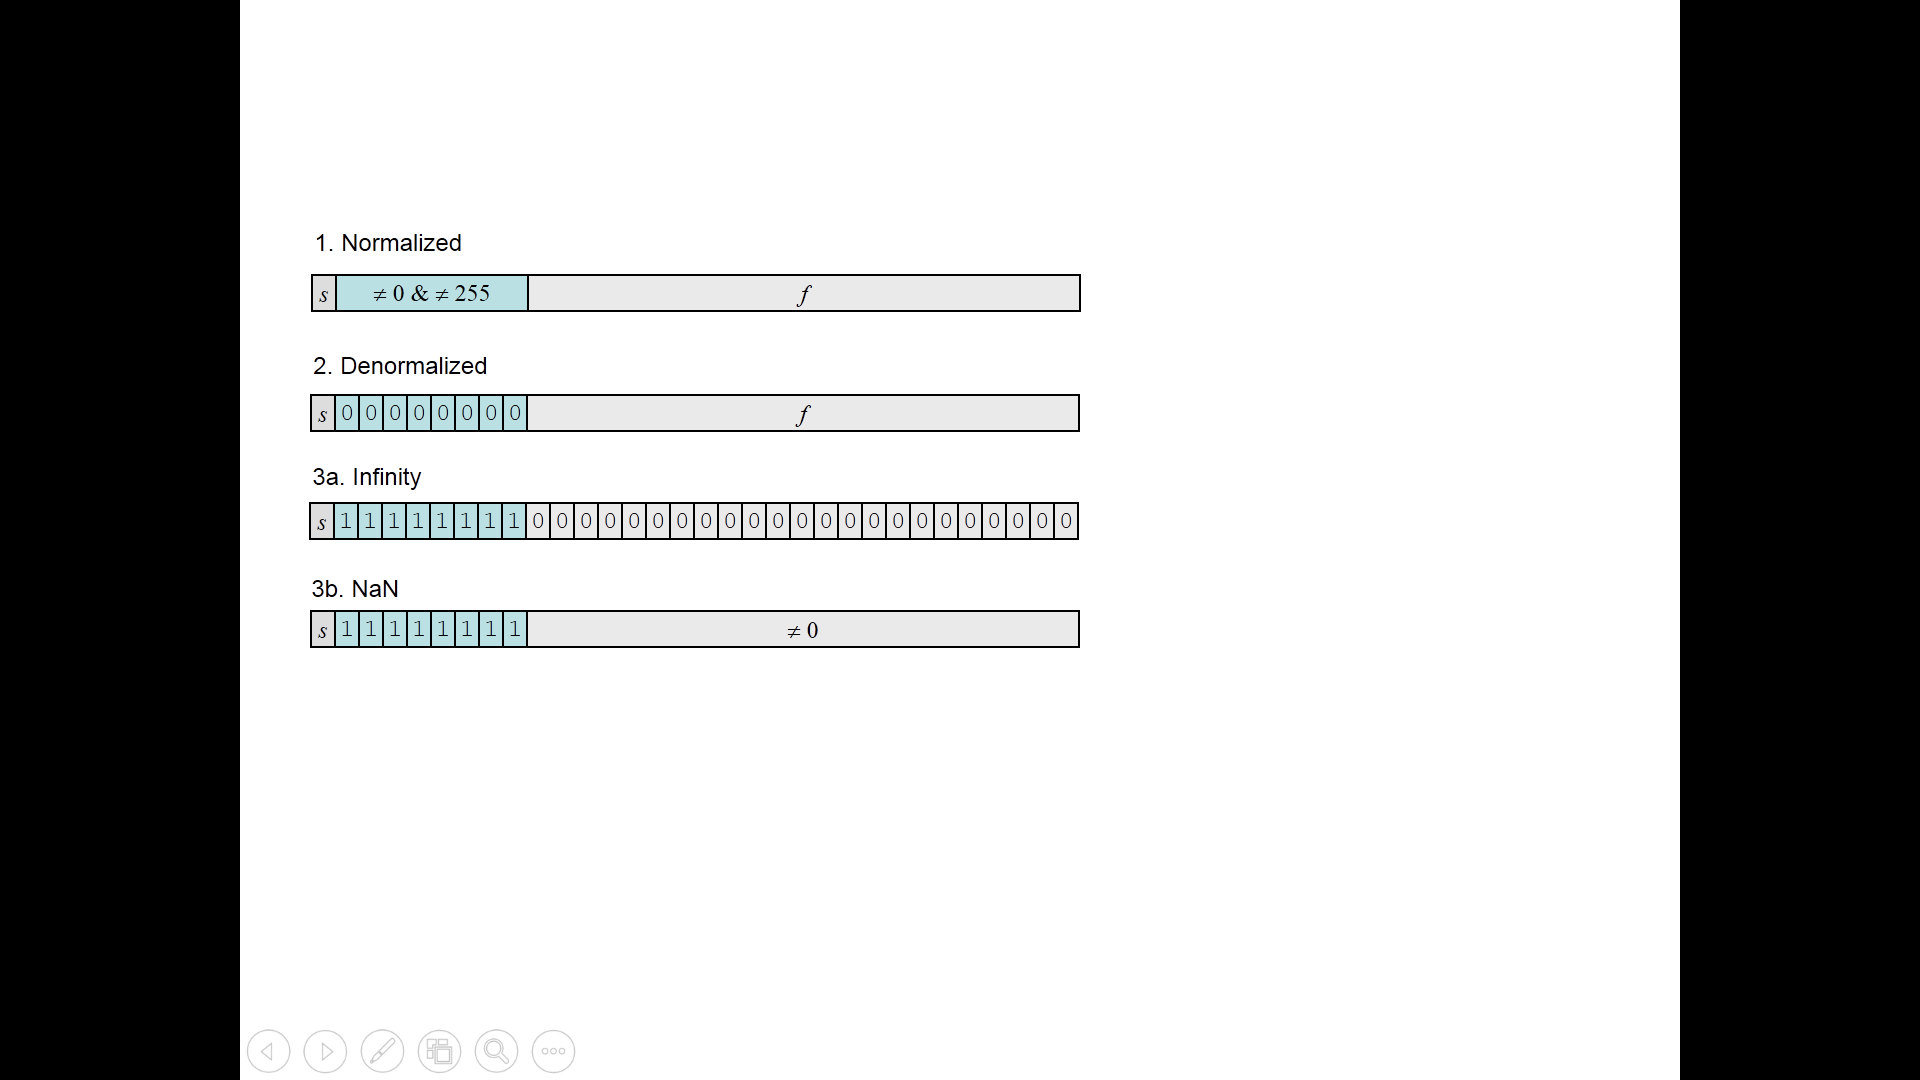 1. Normalized
s ≠ 0 & ≠ 255 f
2. Denormalized
s 0 0 0 0 0 0 0 0 f
3a. Infinity
s 1 1 1 1 1 1 1 1 0 0 0 0 0 0 0 0 0 0 0 0 0 0 0 0 0 0 0 0 0 0 0
3b. NaN
s 1 1 1 1 1 1 1 1 ≠ 0